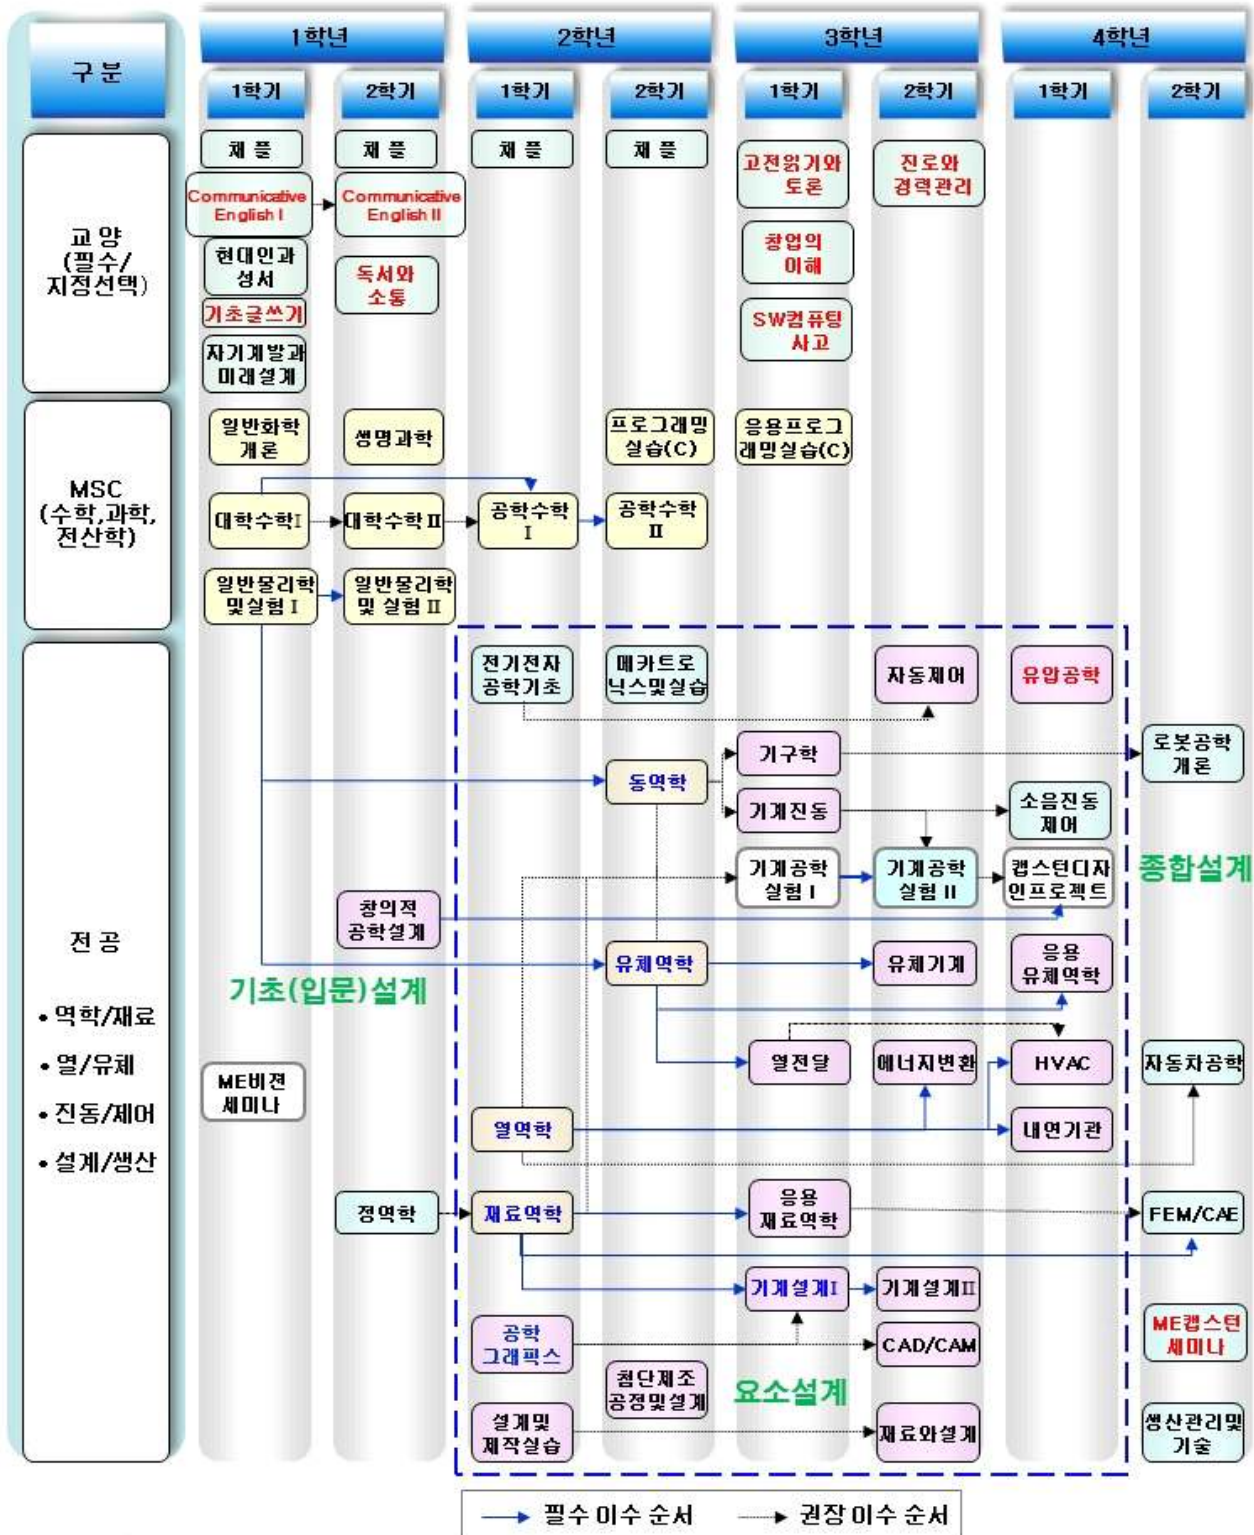 구 분
1학년
2학년
3학년
4학년
1학기
2학기
1학기
2학기
1학기
2학기
1학기
2학기
교 양
(필수/
지정선택)
채 플
채 플
채 플
채 플
고전읽기와
토론
진로와
경력관리
Communicative
English I
Communicative
English II
현대인과
성서
독서와
소통
창업의
이해
기초글쓰기
SW컴퓨팅
사고
자기계발과
미래설계
MSC
(수학,과학,
전산학)
일반화학
개론
생명과학
프로그래밍
실습(C)
응용프로그
래밍실습(C)
대학수학I
대학수학II
공학수학
I
공학수학
II
일반물리학
및실험 I
일반물리학
및 실험 II
전 공
• 역학/재료
• 열/유체
• 진동/제어
• 설계/생산
전기전자
공학기초
메카트로
닉스및실습
자동제어
유압공학
로봇공학
개론
기구학
동역학
기계진동
소음진동
제어
기계공학
실험 I
기계공학
실험 II
캡스턴디자
인프로젝트
종합설계
창의적
공학설계
유체역학
유체기계
응용
유체역학
기초(입문)설계
열전달
에너지변환
HVAC
자동차공학
ME비젼
세미나
열역학
내연기관
정역학
재료역학
응용
재료역학
FEM/CAE
기계설계I
기계설계II
공학
그래픽스
CAD/CAM
ME캡스턴
세미나
첨단제조
공정및설계
요소설계
설계및
제작실습
재료와설계
생산관리및
기술
필수 이수 순서
권장 이수 순서